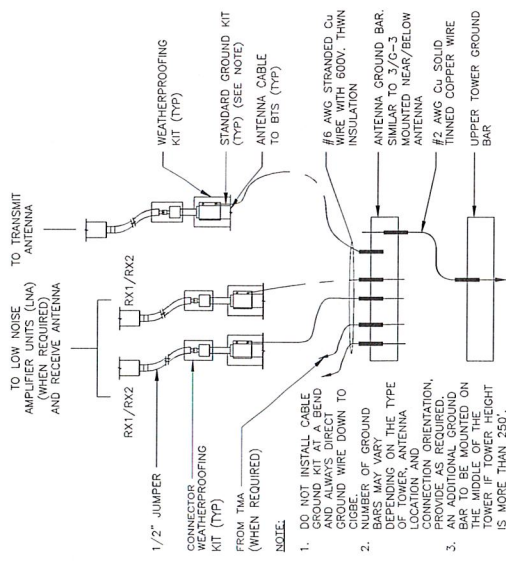 TO TRANSMIT
ANTENNA
TO LOW NOISE
AMPLIFIER UNITS (LNA)
(WHEN REQUIRED)
AND RECEIVE ANTENNA
RX1/RX2
RX1/RX2
1/2" JUMPER
CONNECTOR
WEATHERPROOFING
KIT (TYP)
FROM TMA
(WHEN REQUIRED)
WEATHERPROOFING
KIT (TYP)
STANDARD GROUND KIT
(TYP) (SEE NOTE)
ANTENNA CABLE
TO BTS (TYP)
#6 AWG STRANDED Cu
WIRE WITH 600V. THWN
INSULATION
ANTENNA GROUND BAR.
SIMILAR TO 3/G-3
MOUNTED NEAR/BELOW
ANTENNA
#2 AWG Cu SOLID
TINNED COPPER WIRE
UPPER TOWER GROUND
BAR
NOTE:
1. DO NOT INSTALL CABLE
GROUND KIT AT A BEND
AND ALWAYS DIRECT
GROUND WIRE DOWN TO
CIGBE.
2. NUMBER OF GROUND
BARS MAY VARY
DEPENDING ON THE TYPE
OF TOWER, ANTENNA
LOCATION AND
CONNECTION ORIENTATION,
PROVIDE AS REQUIRED.
3. AN ADDITIONAL GROUND
BAR TO BE MOUNTED ON
THE MIDDLE OF THE
TOWER IF TOWER HEIGHT
IS MORE THAN 250'.